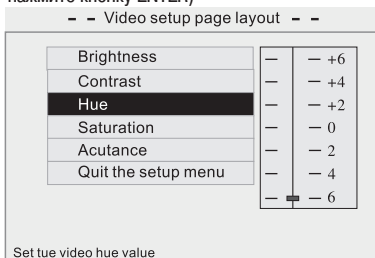 нажмите кнопку ENTER)
- - Video setup page layout - -
Brightness
Contrast
Hue
Saturation
Acutance
Quit the setup menu
+6
+4
+2
0
2
4
6
Set tue video hue value